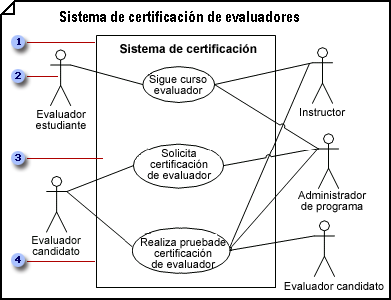 Sistema de certificación de evaluadores
1
Sistema de certificación
2
Sigue curso
evaluador
Evaluador
estudiante
Instructor
3
Solicita
certificación
de evaluador
Administrador
de programa
Evaluador
candidato
Realiza pruebade
certificación
de evaluador
4
Evaluador candidato